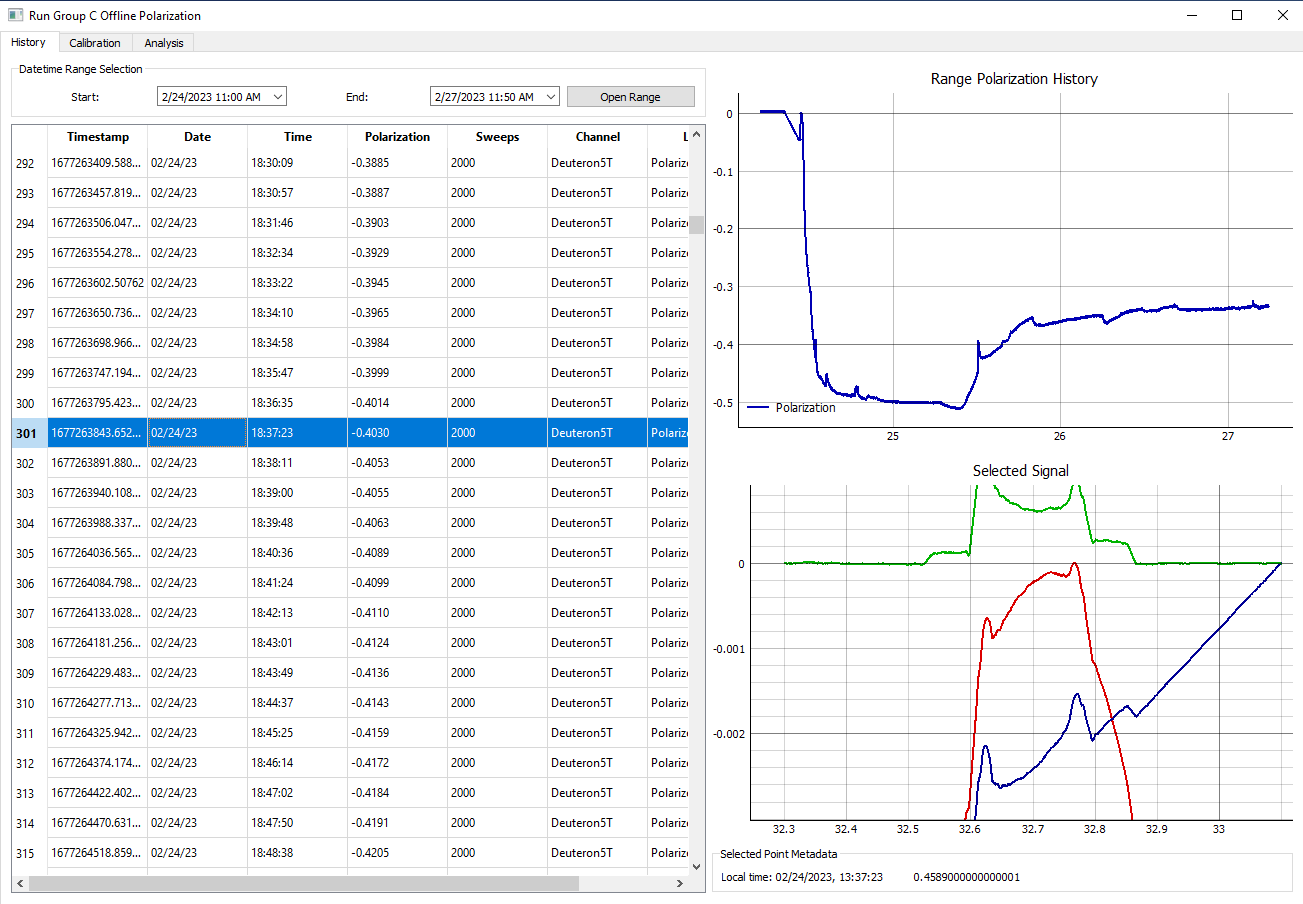 Run Group C Offline Polarization
History Calibration Analysis
Datetime Range Selection
Start: 2/24/2023 11:00 AM End: 2/27/2023 11:50 AM Open Range
Timestamp Date Time Polarization Sweeps Channel L
292 1677263409.588... 02/24/23 18:30:09 -0.3885 2000 Deuteron5T Polariz
293 1677263457.819... 02/24/23 18:30:57 -0.3887 2000 Deuteron5T Polariz
294 1677263506.047... 02/24/23 18:31:46 -0.3903 2000 Deuteron5T Polariz
295 1677263554.278... 02/24/23 18:32:34 -0.3929 2000 Deuteron5T Polariz
296 1677263602.50762 02/24/23 18:33:22 -0.3945 2000 Deuteron5T Polariz
297 1677263650.736... 02/24/23 18:34:10 -0.3965 2000 Deuteron5T Polariz
298 1677263698.966... 02/24/23 18:34:58 -0.3984 2000 Deuteron5T Polariz
299 1677263747.194... 02/24/23 18:35:47 -0.3999 2000 Deuteron5T Polariz
300 1677263795.423... 02/24/23 18:36:35 -0.4014 2000 Deuteron5T Polariz
301 1677263843.652... 02/24/23 18:37:23 -0.4030 2000 Deuteron5T Polariz
302 1677263891.880... 02/24/23 18:38:11 -0.4053 2000 Deuteron5T Polariz
303 1677263940.108... 02/24/23 18:39:00 -0.4055 2000 Deuteron5T Polariz
304 1677263988.337... 02/24/23 18:39:48 -0.4063 2000 Deuteron5T Polariz
305 1677264036.565... 02/24/23 18:40:36 -0.4089 2000 Deuteron5T Polariz
306 1677264084.798... 02/24/23 18:41:24 -0.4099 2000 Deuteron5T Polariz
307 1677264133.028... 02/24/23 18:42:13 -0.4110 2000 Deuteron5T Polariz
308 1677264181.256... 02/24/23 18:43:01 -0.4124 2000 Deuteron5T Polariz
309 1677264229.483... 02/24/23 18:43:49 -0.4136 2000 Deuteron5T Polariz
310 1677264277.713... 02/24/23 18:44:37 -0.4143 2000 Deuteron5T Polariz
311 1677264325.942... 02/24/23 18:45:25 -0.4159 2000 Deuteron5T Polariz
312 1677264374.174... 02/24/23 18:46:14 -0.4172 2000 Deuteron5T Polariz
313 1677264422.402... 02/24/23 18:47:02 -0.4184 2000 Deuteron5T Polariz
314 1677264470.631... 02/24/23 18:47:50 -0.4191 2000 Deuteron5T Polariz
315 1677264518.859... 02/24/23 18:48:38 -0.4205 2000 Deuteron5T Polariz
Range Polarization History
0
-0.1
-0.2
-0.3
-0.4
-0.5
Polarization
25 26 27
Selected Signal
0
-0.001
-0.002
32.3 32.4 32.5 32.6 32.7 32.8 32.9 33
Selected Point Metadata
Local time: 02/24/2023, 13:37:23 0.4589000000000001